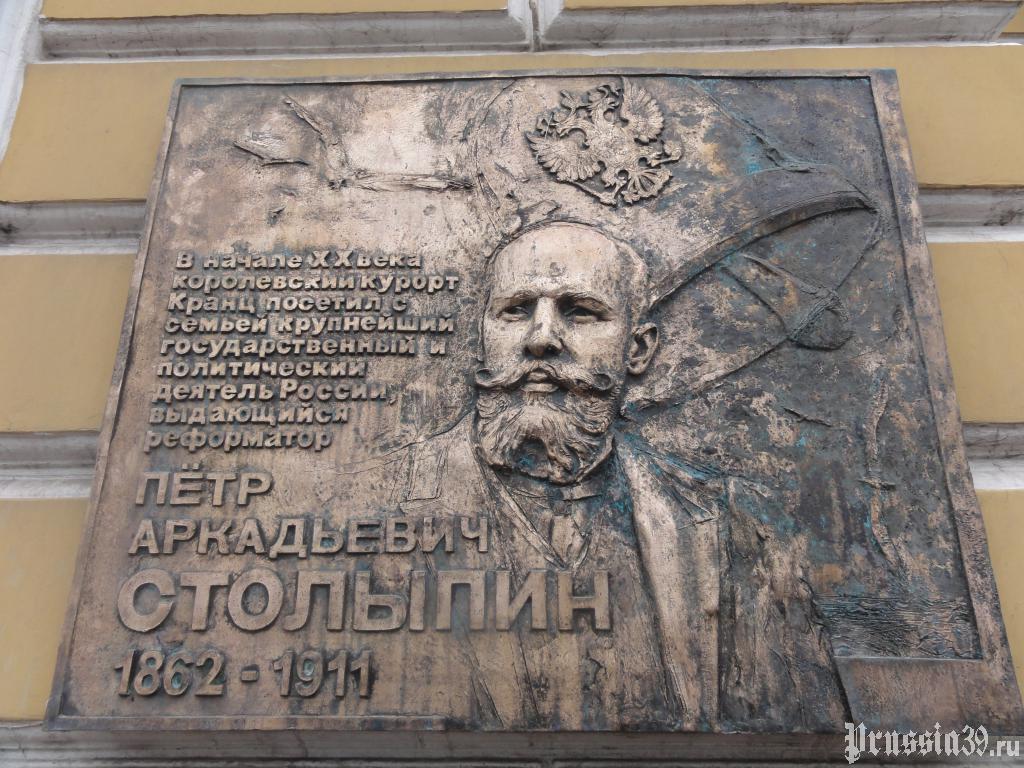 В начале XX века
королевский курорт
Кранц посетил с
семьей крупнейший
государственный и
политический
деятель России,
выдающийся
реформатор
ПЁТР
АРКАДЬЕВИЧ
СТОЛЫПИН
1862 - 1911
Prussia39.ru